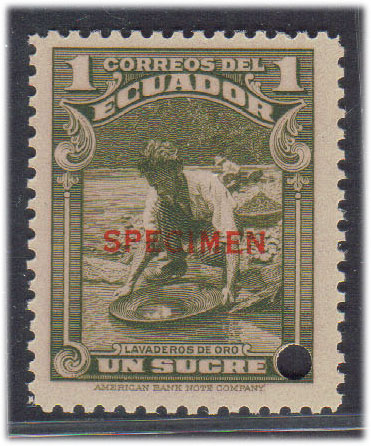 1 CORREOS DEL 1
ECUADOR
SPECIMEN
LAVADEROS DE ORO
UN SUCRE
AMERICAN BANK NOTE COMPANY